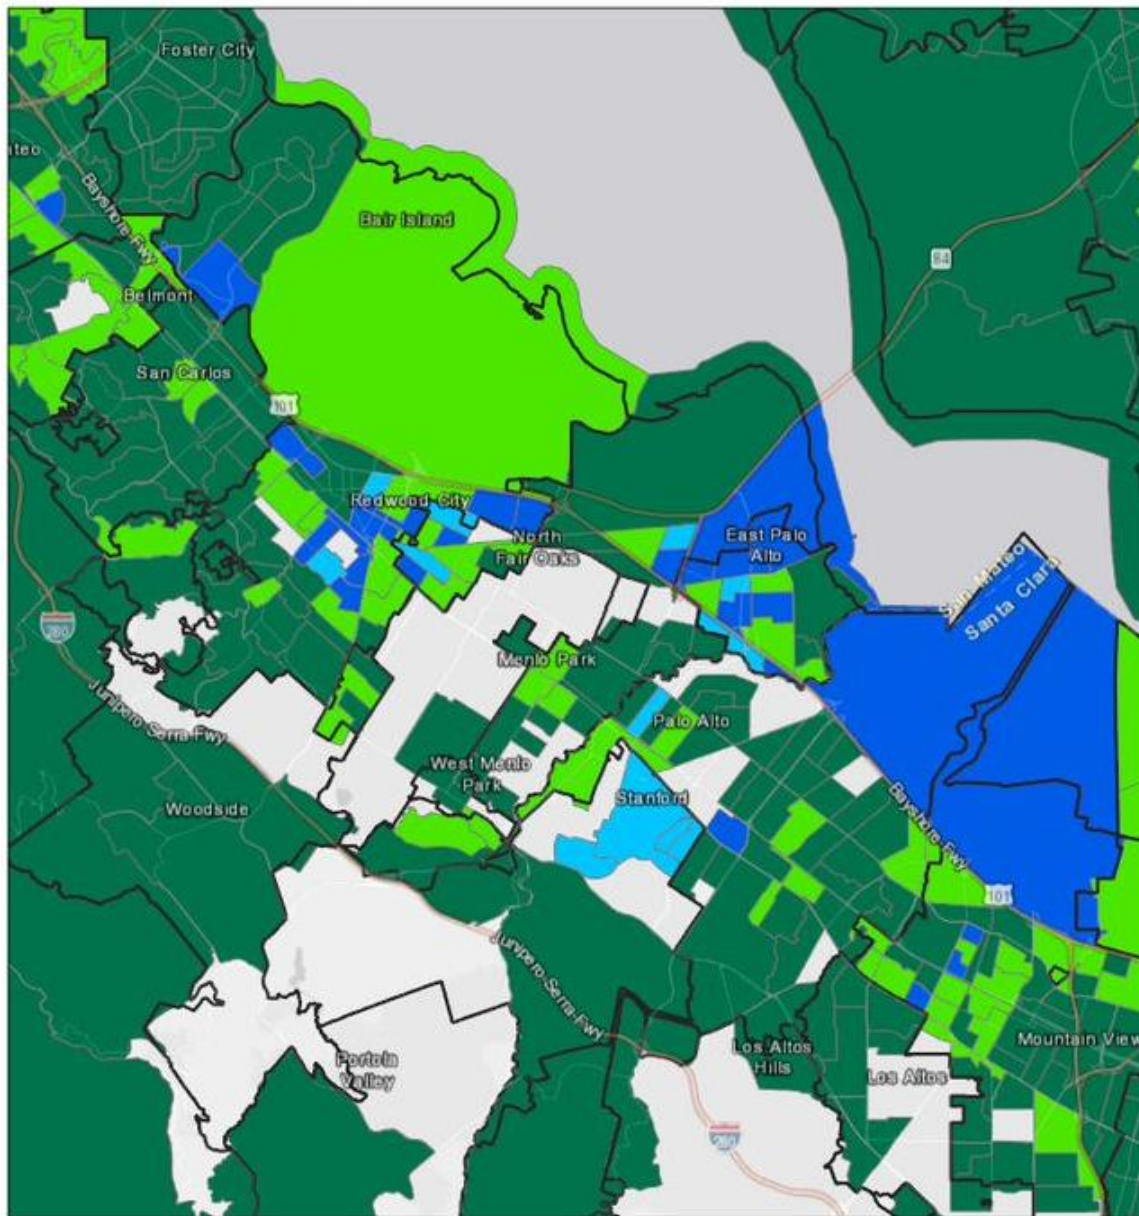 Foster City
ateo
Bayshore Fwy
Bair Island
84
Belmont
San Carlos
101
Redwood City
North
Fair Oaks
East Palo
Alto
San Mateo
Santa Clara
280
Menlo Park
Junipero Serra Fwy
Palo Alto
West Menlo
Park
Stanford
Woodside
Bayshore Fwy
101
Junipero Serra Fwy
Mountain View
Los Altos
Hills
Los Altos
Portola
Valley
280